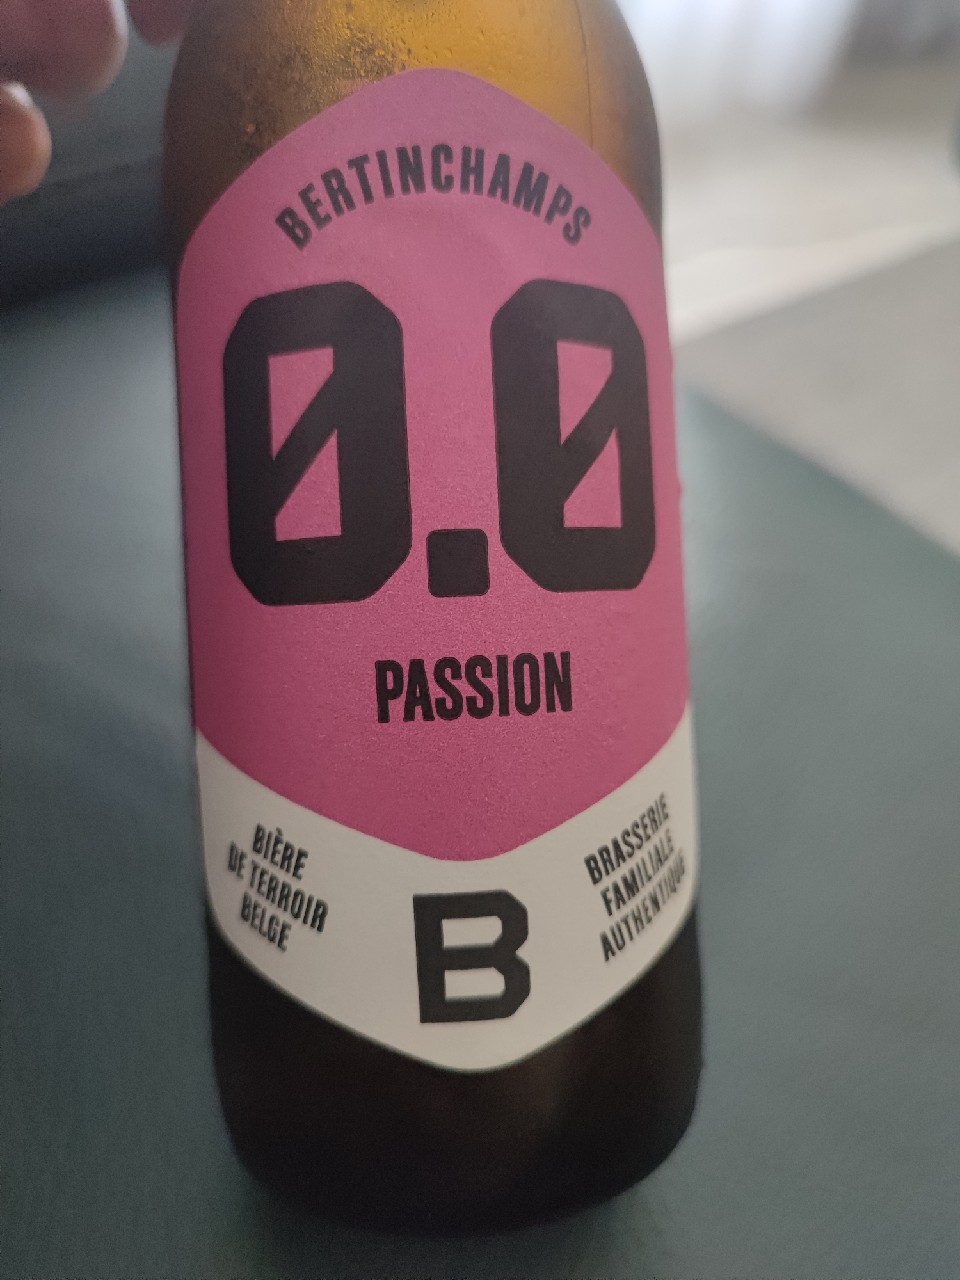 BERTINCHAMPS
0.0
PASSION
BIÈRE
DE TERROIR
BELGE
B
BRASSERIE
FAMILIALE
AUTHENTIQUE